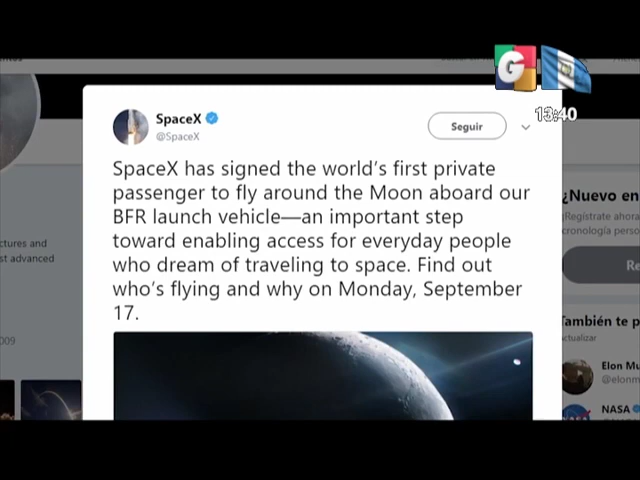 G
13:40
SpaceX
@SpaceX
Seguir
SpaceX has signed the world's first private
passenger to fly around the Moon aboard our
BFR launch vehicle—an important step
toward enabling access for everyday people
who dream of traveling to space. Find out
who's flying and why on Monday, September
17.
ctures and
st advanced
009
¿Nuevo en
¡Regístrate ahora
cronología perso
Re
También te p
ctualizar
Elon Mu
@elonm
NASA